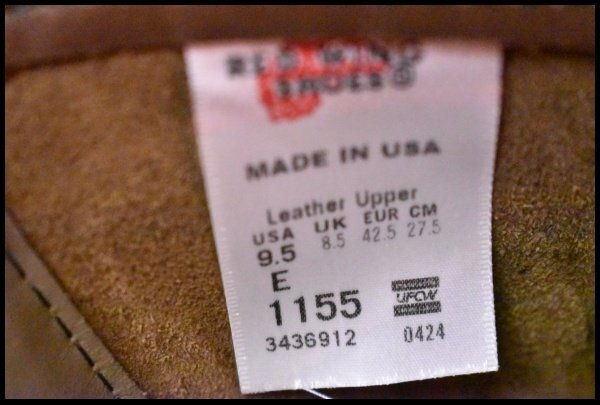 RED WING
SHOES®
MADE IN USA
Leather Upper
USA UK EUR CM
9.5 8.5 42.5 27.5
E
1155 UFCW
3436912 0424